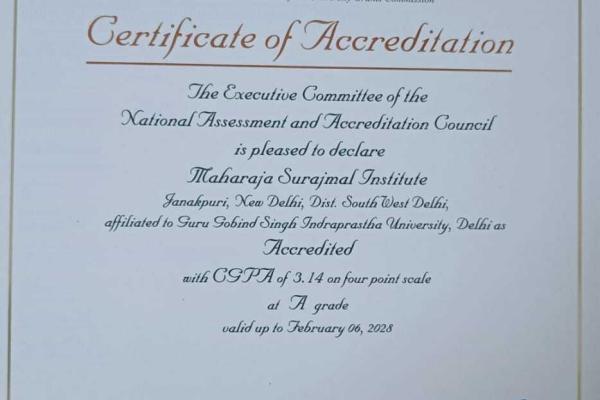 Commission
Certificate of Accreditation
The Executive Committee of the
National Assessment and Accreditation Council
is pleased to declare
Maharaja Surajmal Institute
Janakpuri, New Delhi, Dist. South West Delhi,
affiliated to Guru Gobind Singh Indraprastha University, Delhi as
Accredited
with CGPA of 3.14 on four point scale
at A grade
valid up to February 06, 2028